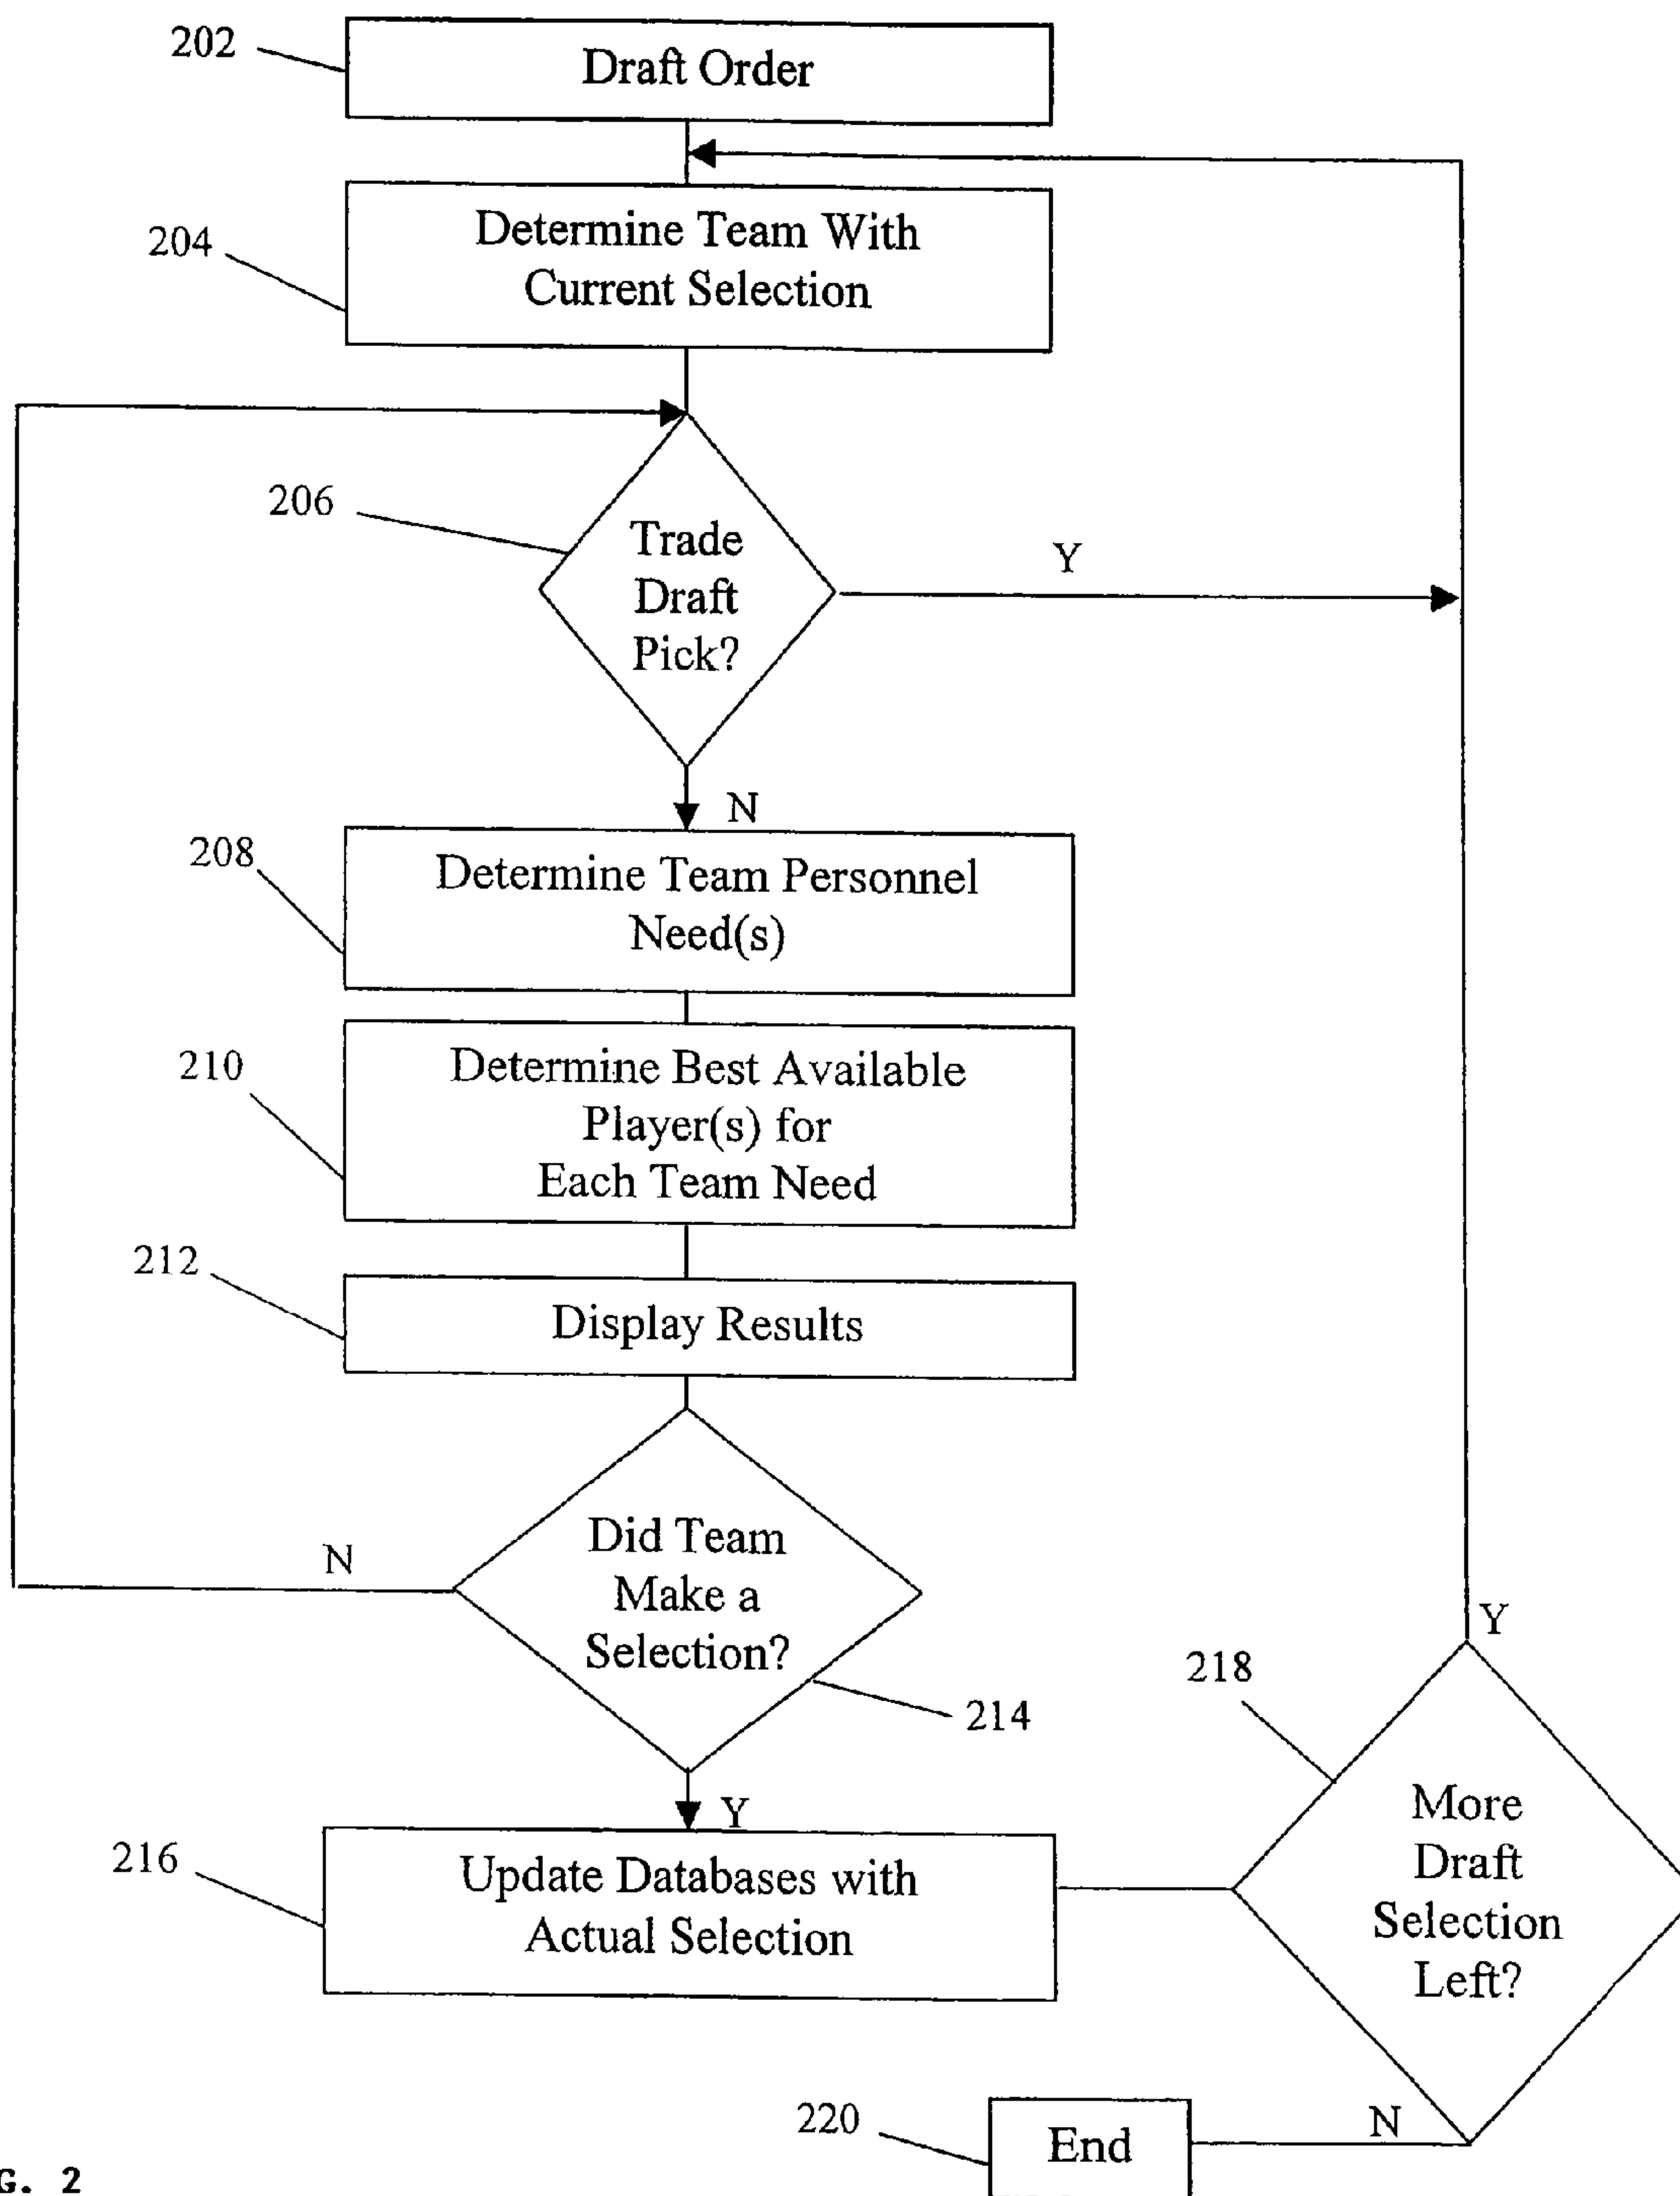 202
Draft Order
204
Determine Team With
Current Selection
206
Trade
Draft
Pick?
Y
N
208
Determine Team Personnel
Need(s)
210
Determine Best Available
Player(s) for
Each Team Need
212
Display Results
Did Team
Make a
Selection?
N
214
Y
216
Update Databases with
Actual Selection
218
Y
More
Draft
Selection
Left?
N
220
End
G. 2